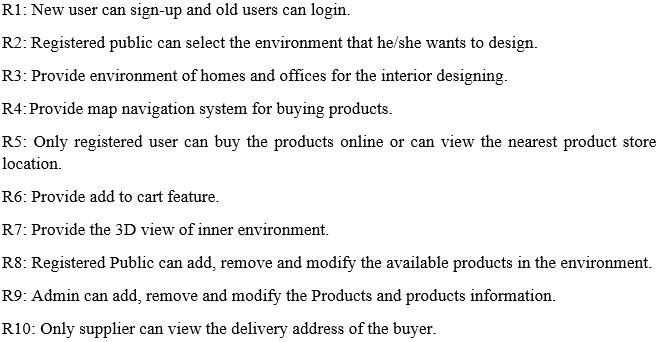 R1: New user can sign-up and old users can login.
R2: Registered public can select the environment that he/she wants to design.
R3: Provide environment of homes and offices for the interior designing.
R4: Provide map navigation system for buying products.
R5: Only registered user can buy the products online or can view the nearest product store
location.
R6: Provide add to cart feature.
R7: Provide the 3D view of inner environment.
R8: Registered Public can add, remove and modify the available products in the environment.
R9: Admin can add, remove and modify the Products and products information.
R10: Only supplier can view the delivery address of the buyer.